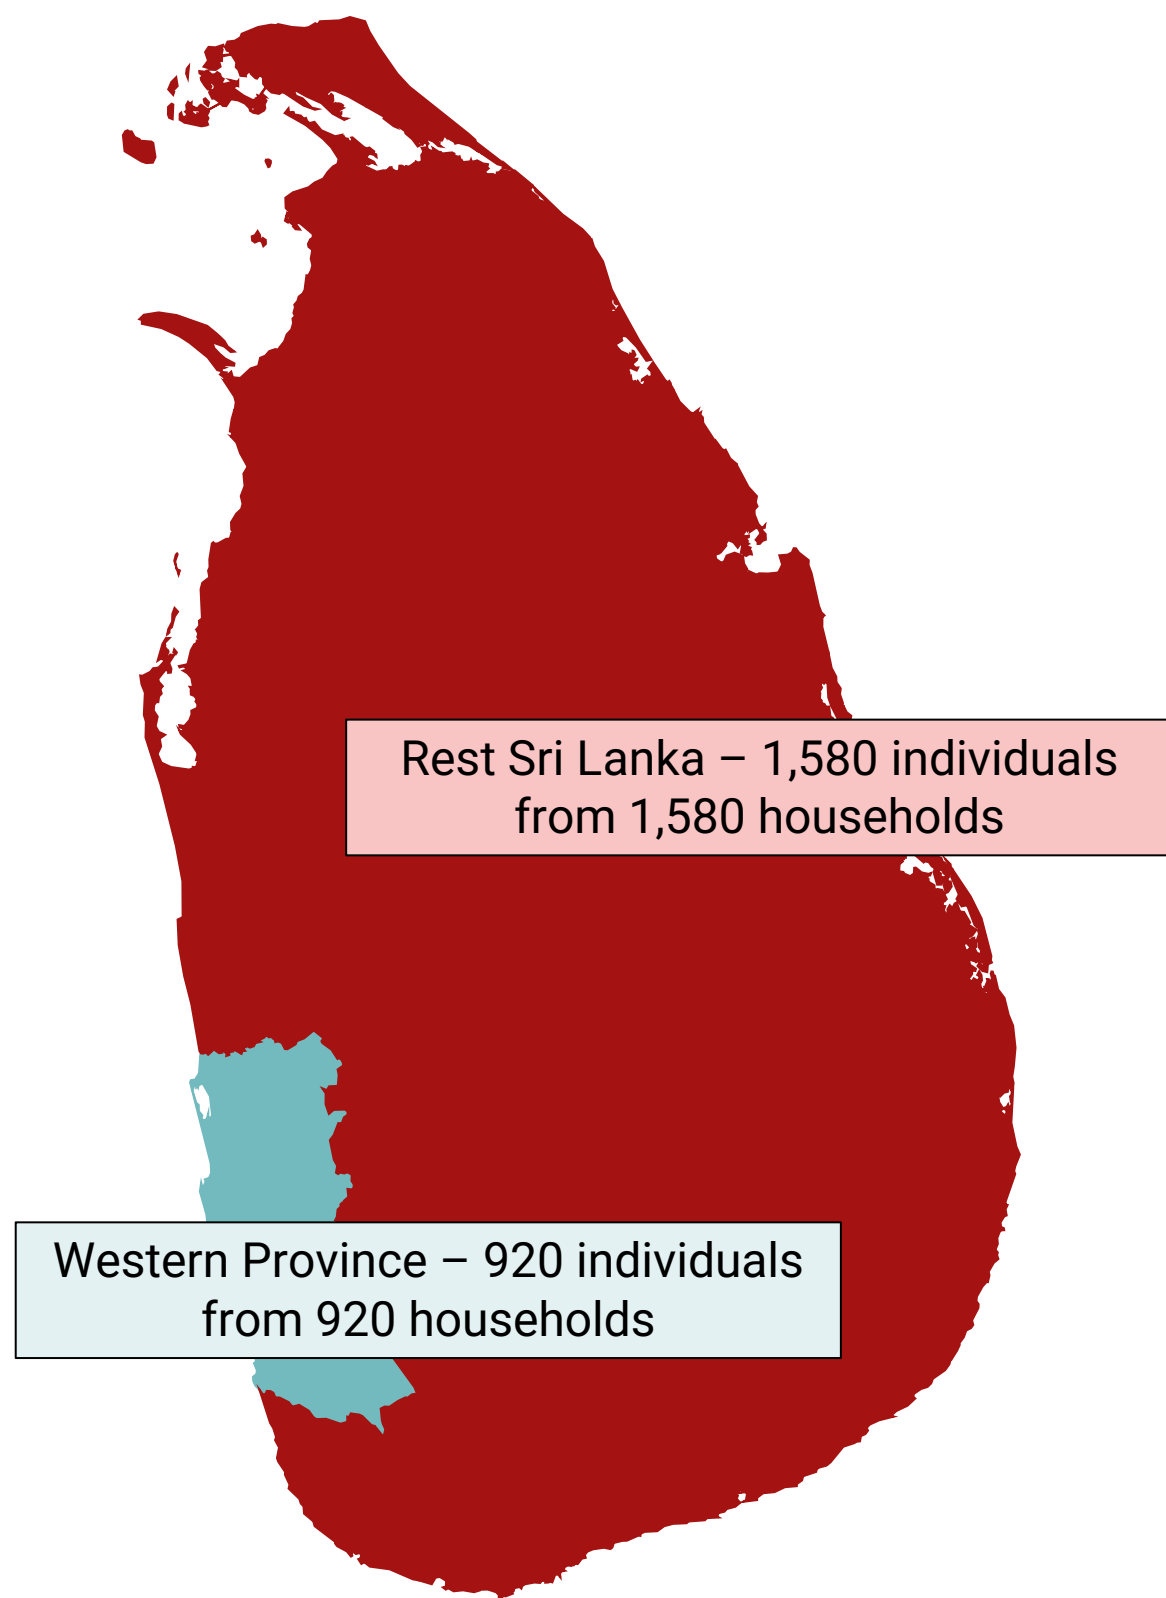 Rest Sri Lanka – 1,580 individuals
from 1,580 households
Western Province – 920 individuals
from 920 households